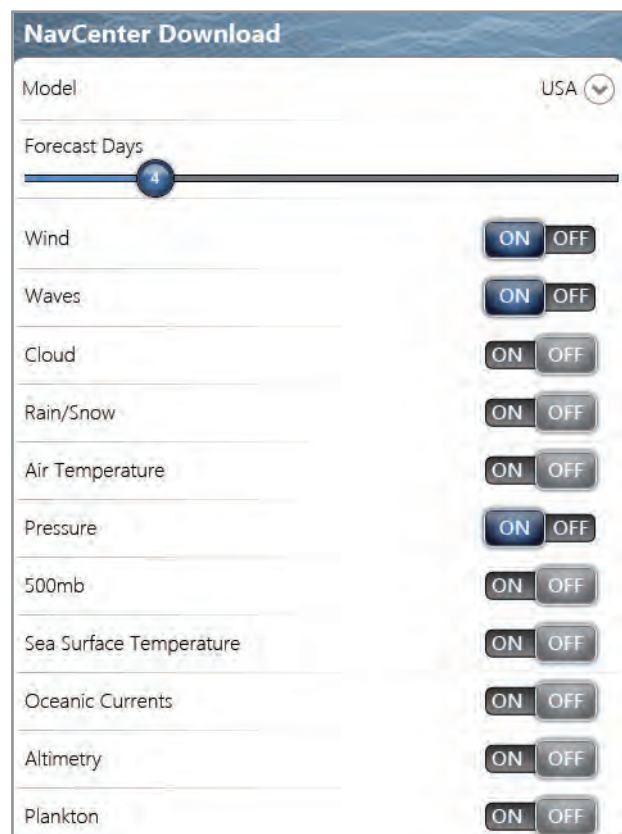 NavCenter Download
Model USA
Forecast Days
4
Wind ON OFF
Waves ON OFF
Cloud ON OFF
Rain/Snow ON OFF
Air Temperature ON OFF
Pressure ON OFF
500mb ON OFF
Sea Surface Temperature ON OFF
Oceanic Currents ON OFF
Altimetry ON OFF
Plankton ON OFF